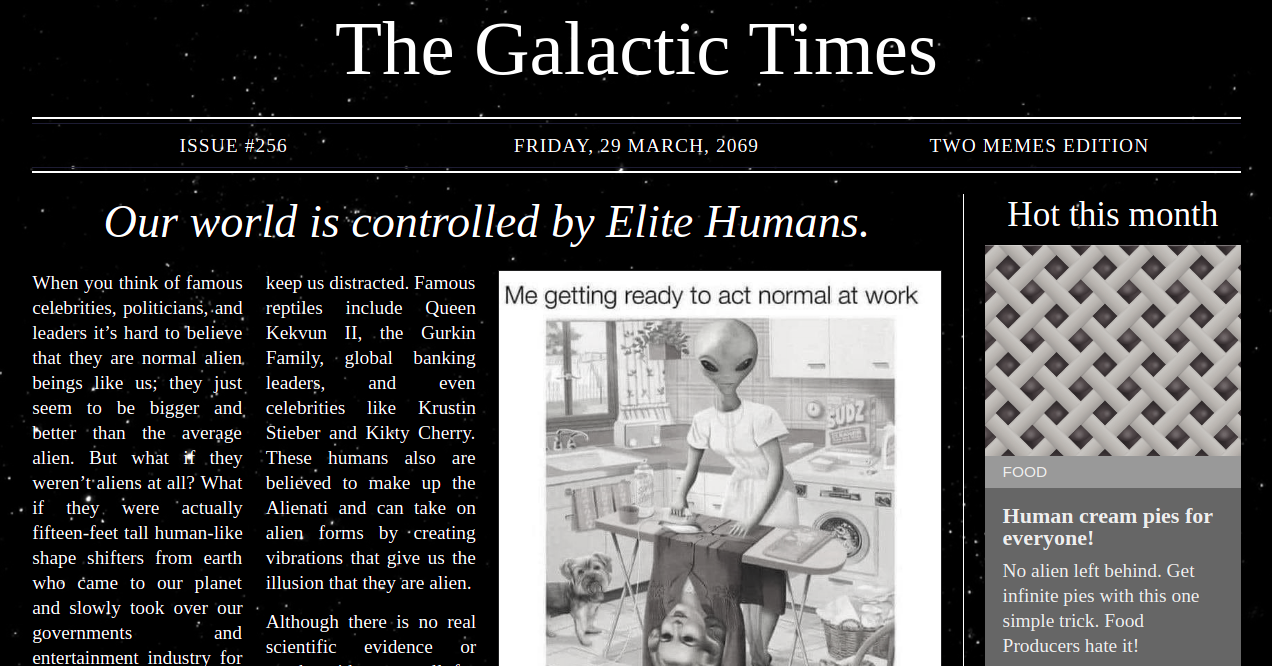 The Galactic Times
ISSUE #256
FRIDAY, 29 MARCH, 2069
TWO MEMES EDITION
Our world is controlled by Elite Humans.
When you think of famous
celebrities, politicians, and
leaders it’s hard to believe
that they are normal alien
beings like us; they just
seem to be bigger and
better than the average
alien. But what if they
weren’t aliens at all? What
if they were actually
fifteen-feet tall human-like
shape shifters from earth
who came to our planet
and slowly took over our
governments and
entertainment industry for
keep us distracted. Famous
reptiles include Queen
Kekvun II, the Gurkin
Family, global banking
leaders, and even
celebrities like Krustin
Stieber and Kikty Cherry.
These humans also are
believed to make up the
Alienati and can take on
alien forms by creating
vibrations that give us the
illusion that they are alien.
Although there is no real
scientific evidence or
Me getting ready to act normal at work
SUDZ
Hot this month
FOOD
Human cream pies for
everyone!
No alien left behind. Get
infinite pies with this one
simple trick. Food
Producers hate it!